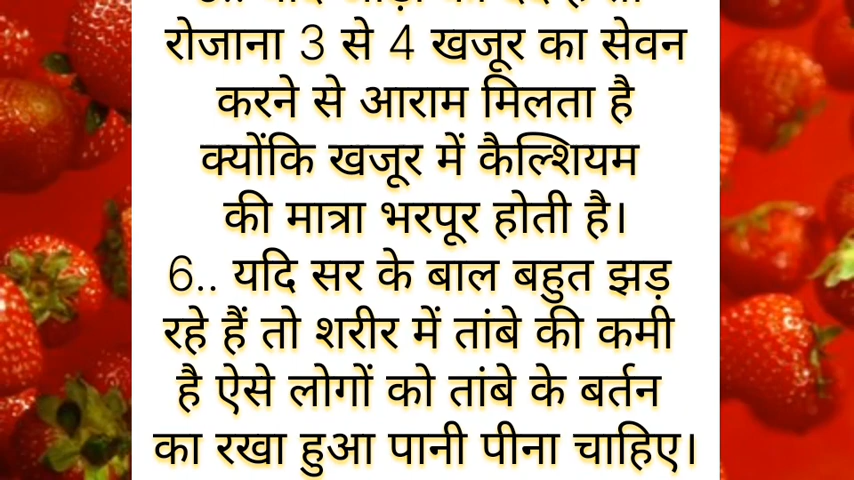 रोजाना 3 से 4 खजूर का सेवन
करने से आराम मिलता है
क्योंकि खजूर में कैल्शियम
की मात्रा भरपूर होती है।
6.. यदि सर के बाल बहुत झड़
रहे हैं तो शरीर में तांबे की कमी
है ऐसे लोगों को तांबे के बर्तन
का रखा हुआ पानी पीना चाहिए।